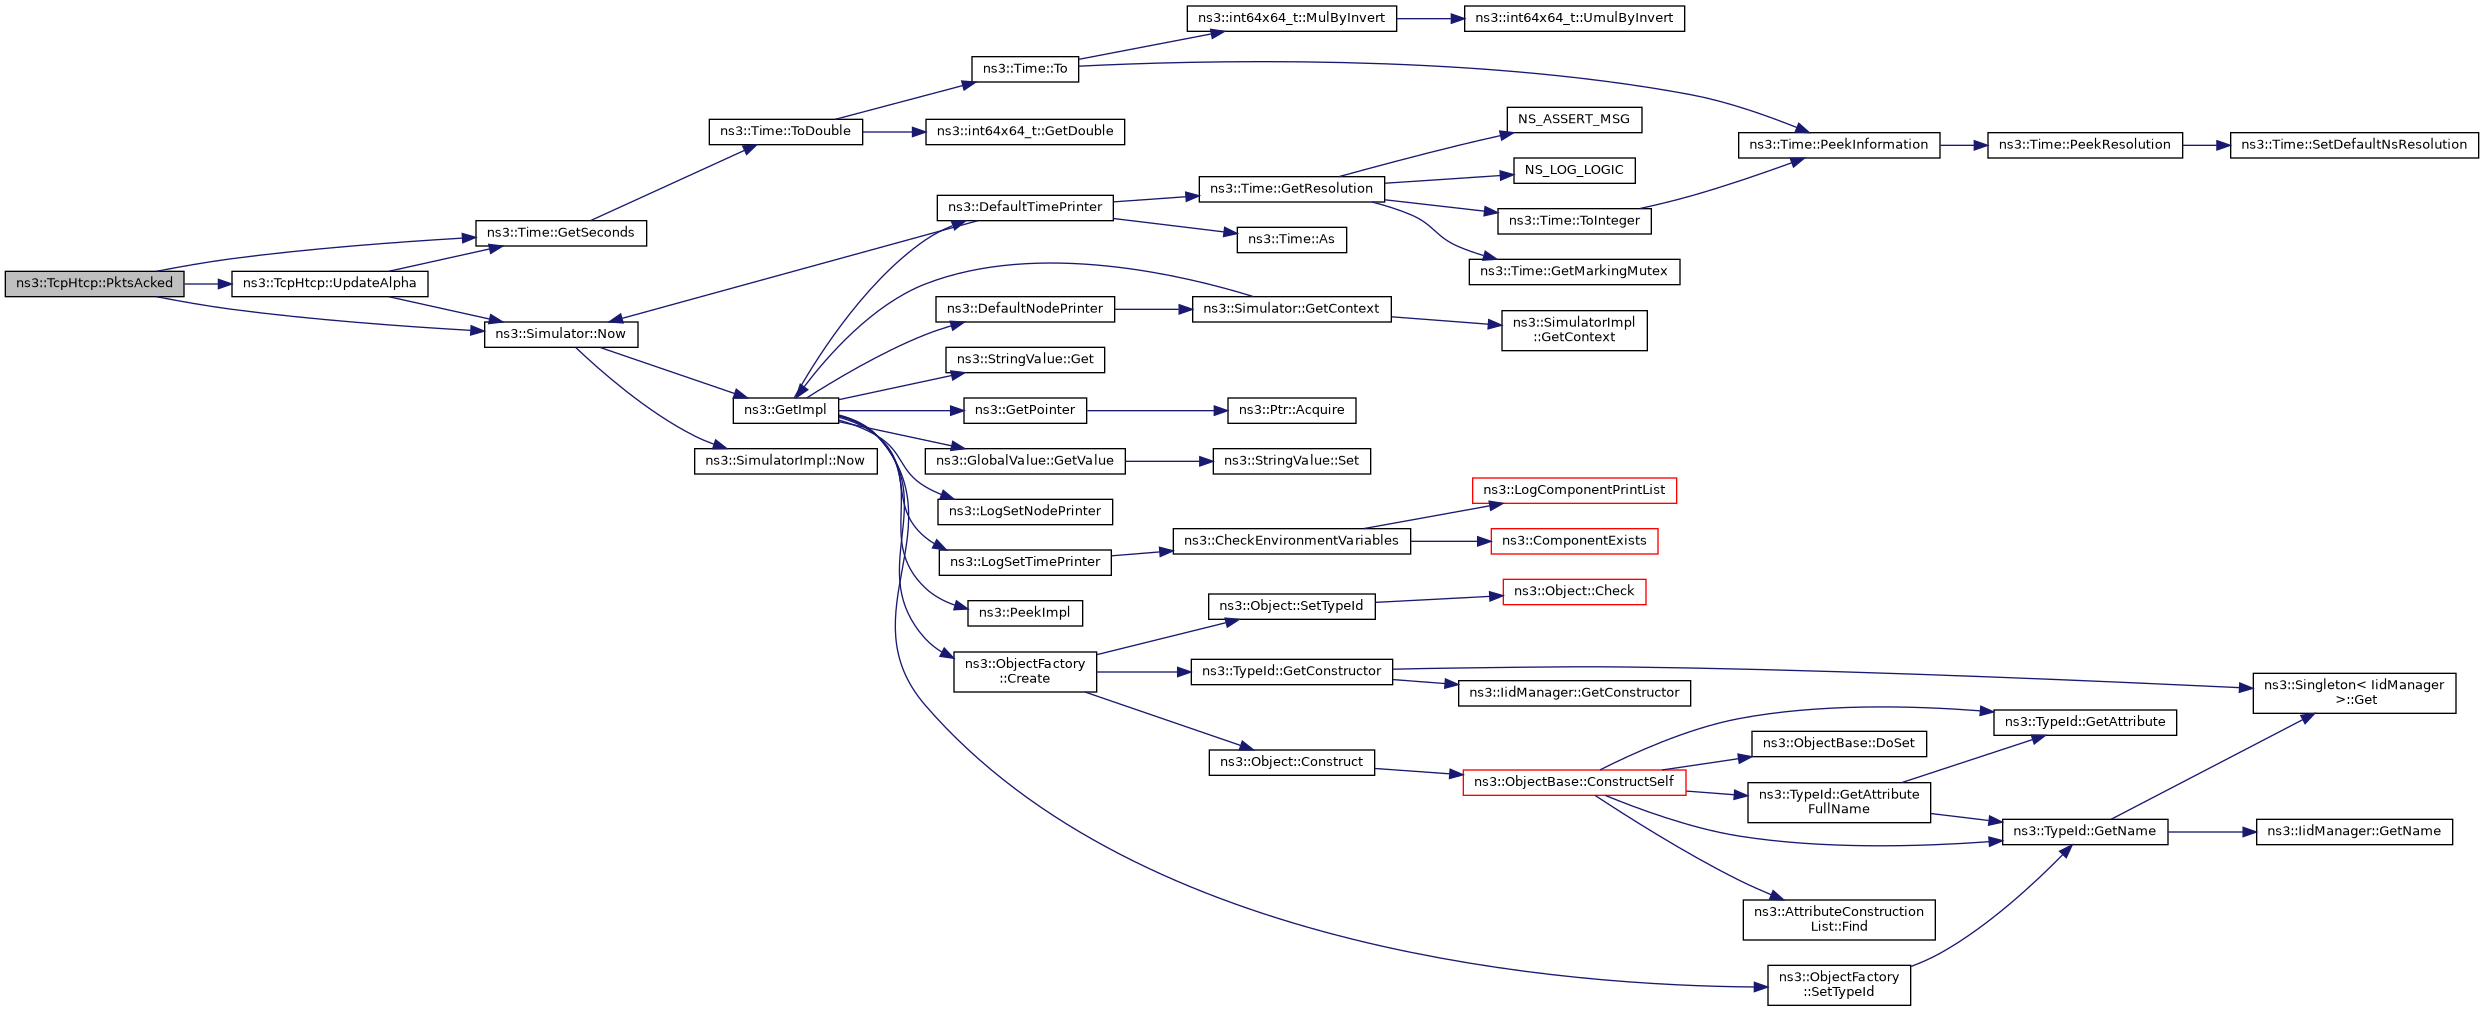 ns3::int64x64_t::MulByInvert
ns3::int64x64_t::UmulByInvert
ns3::Time::To
NS_ASSERT_MSG
ns3::Time::ToDouble
ns3::int64x64_t::GetDouble
ns3::Time::PeekInformation
ns3::Time::PeekResolution
ns3::Time::SetDefaultNsResolution
NS_LOG_LOGIC
ns3::Time::GetResolution
ns3::DefaultTimePrinter
ns3::Time::ToInteger
ns3::Time::GetSeconds
ns3::Time::As
ns3::Time::GetMarkingMutex
ns3::TcpHtcp::PktsAcked
ns3::TcpHtcp::UpdateAlpha
ns3::DefaultNodePrinter
ns3::Simulator::GetContext
ns3::SimulatorImpl
::GetContext
ns3::Simulator::Now
ns3::StringValue::Get
ns3::GetImpl
ns3::GetPointer
ns3::Ptr::Acquire
ns3::SimulatorImpl::Now
ns3::GlobalValue::GetValue
ns3::StringValue::Set
ns3::LogComponentPrintList
ns3::LogSetNodePrinter
ns3::CheckEnvironmentVariables
ns3::ComponentExists
ns3::LogSetTimePrinter
ns3::Object::Check
ns3::Object::SetTypeId
ns3::PeekImpl
ns3::ObjectFactory
::Create
ns3::TypeId::GetConstructor
ns3::IidManager::GetConstructor
ns3::Singleton< IidManager
>::Get
ns3::TypeId::GetAttribute
ns3::ObjectBase::DoSet
ns3::Object::Construct
ns3::ObjectBase::ConstructSelf
ns3::TypeId::GetAttribute
FullName
ns3::TypeId::GetName
ns3::IidManager::GetName
ns3::AttributeConstruction
List::Find
ns3::ObjectFactory
::SetTypeId